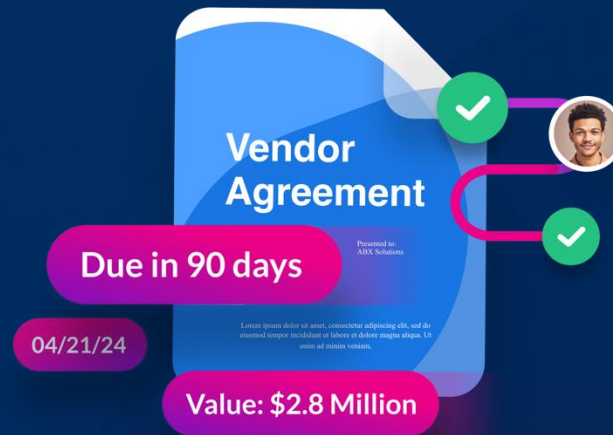 Vendor
Agreement
Presented to:
ABX Solutions
Due in 90 days
Lorem ipsum dolor sit amet, consectetur adipiscing elit, sed do
eiusmod tempor incididunt ut labore et dolore magna aliqua. Ut
enim ad minim veniam,
04/21/24
Value: $2.8 Million